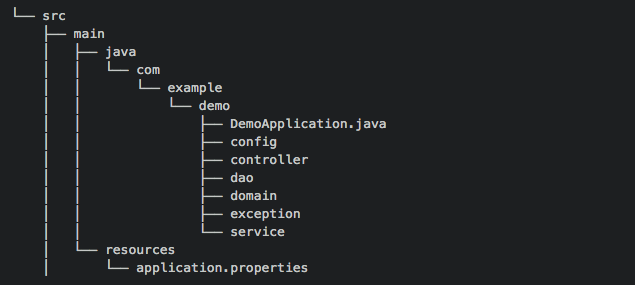 └── src
    ├── main
    │   ├── java
    │   │   └── com
    │   │       └── example
    │   │           └── demo
    │   │               ├── DemoApplication.java
    │   │               ├── config
    │   │               ├── controller
    │   │               ├── dao
    │   │               ├── domain
    │   │               ├── exception
    │   │               └── service
    │   └── resources
    │       └── application.properties